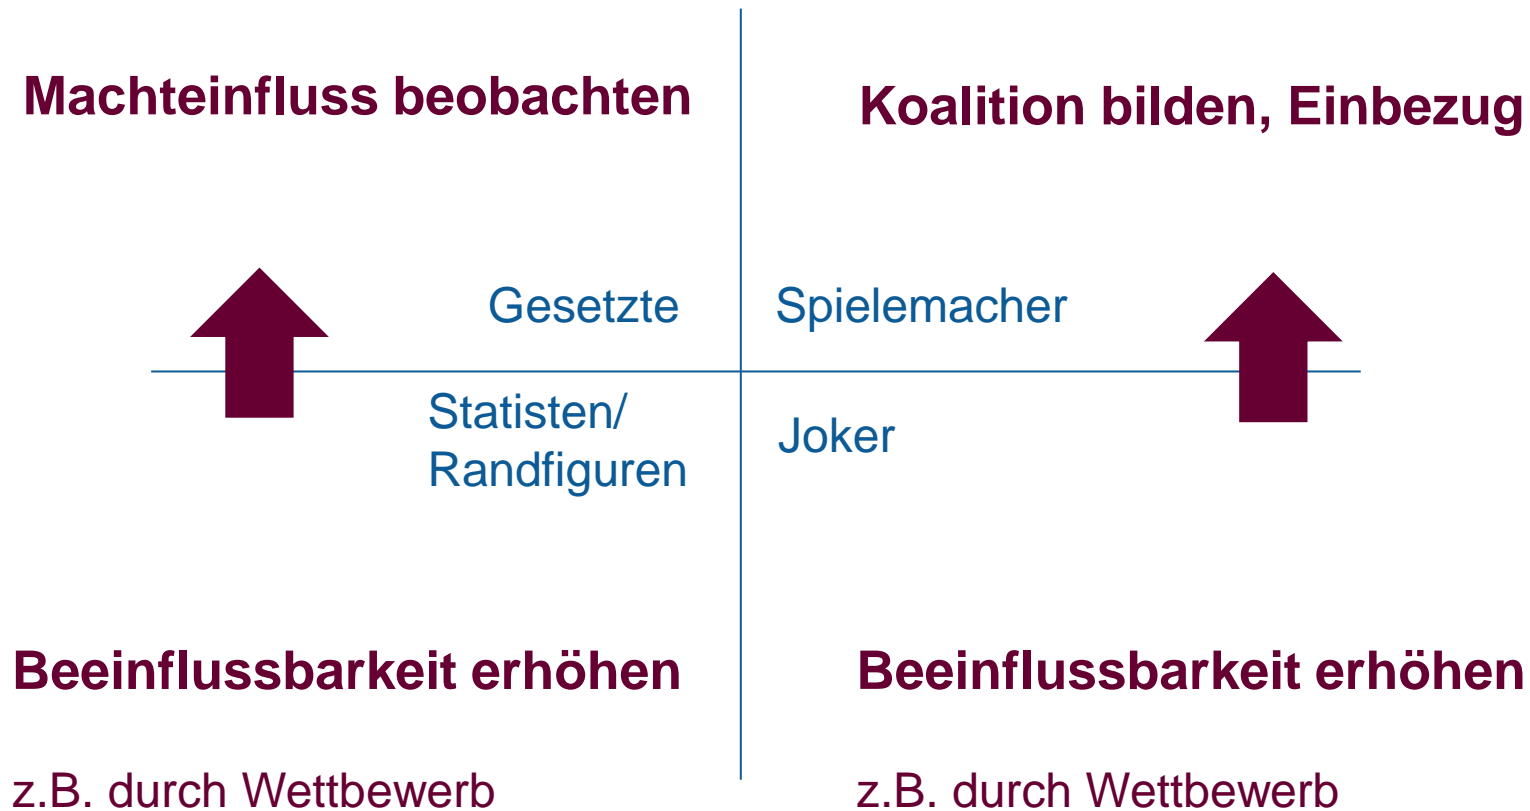 Machteinfluss beobachten
Koalition bilden, Einbezug
Gesetzte
Spielemacher
Statisten/
Randfiguren
Joker
Beeinflussbarkeit erhöhen
z.B. durch Wettbewerb
Beeinflussbarkeit erhöhen
z.B. durch Wettbewerb